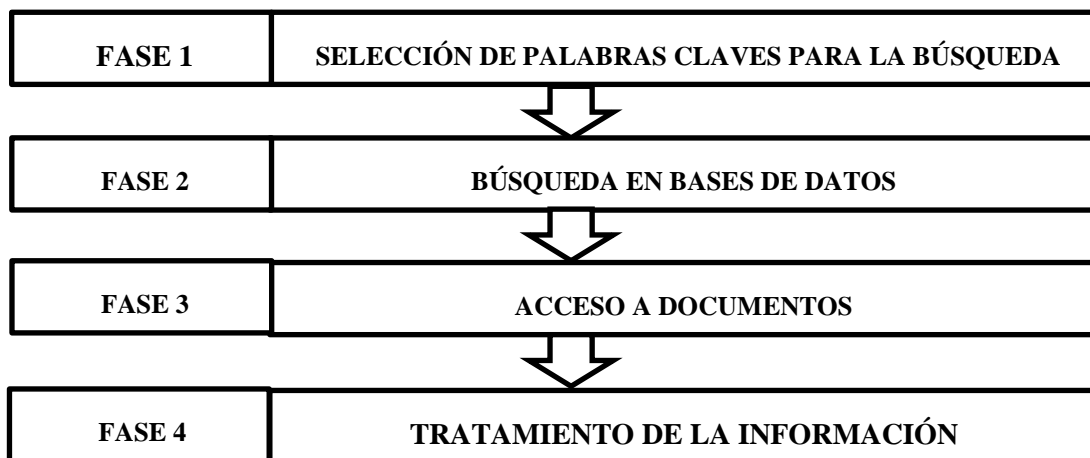 FASE 1 SELECCIÓN DE PALABRAS CLAVES PARA LA BÚSQUEDA
FASE 2 BÚSQUEDA EN BASES DE DATOS
FASE 3 ACCESO A DOCUMENTOS
FASE 4 TRATAMIENTO DE LA INFORMACIÓN